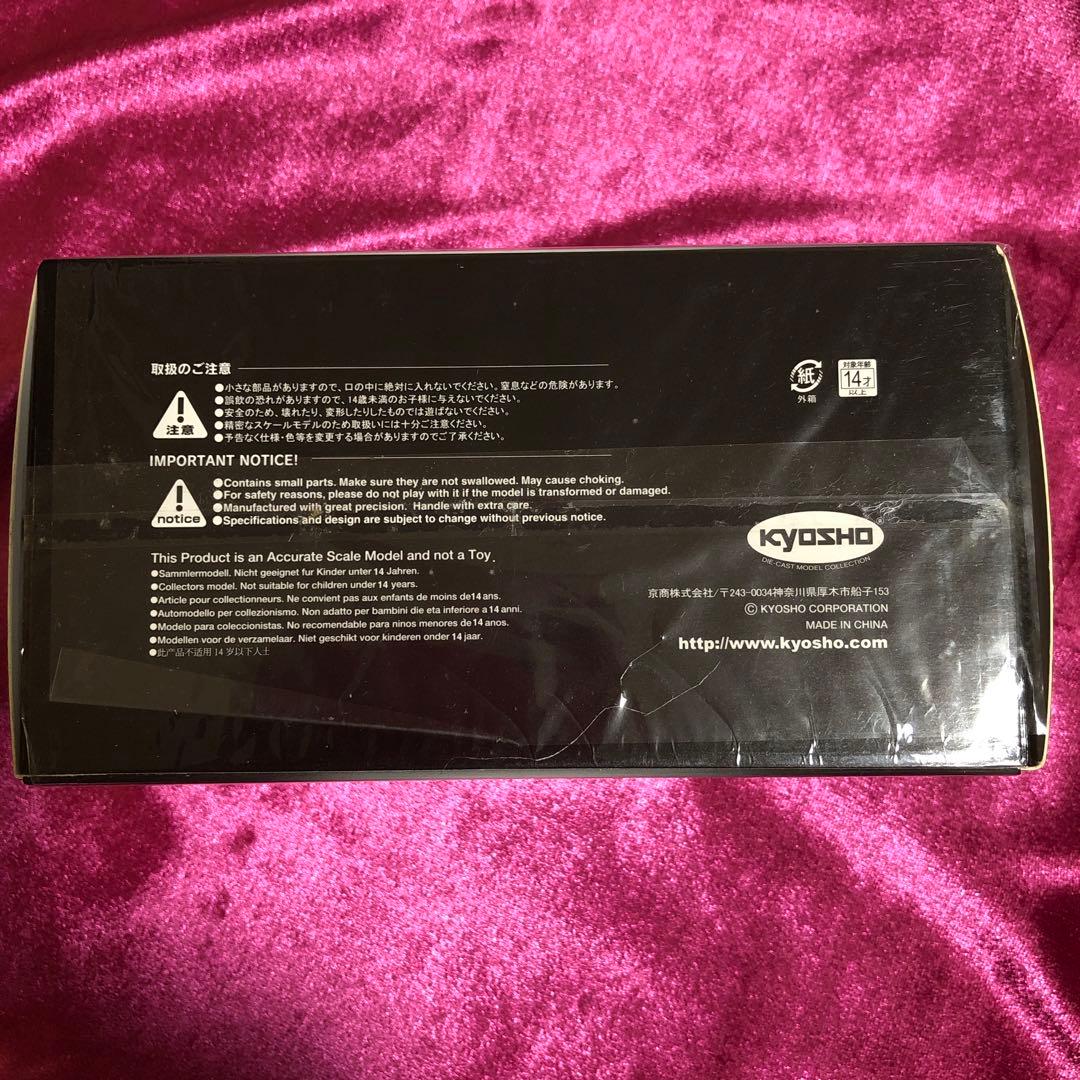 取扱のご注意
●小さな部品がありますので、口の中に絶対に入れないでください。窒息などの危険があります。
●誤飲の恐れがありますので、14歳未満のお子様に与えないでください。
●安全のため、壊れたり、変形したりしたものでは遊ばないでください。
●精密なスケールモデルのため取扱いには十分ご注意ください。
●予告なく仕様・色等を変更する場合がありますのでご了承ください。
注意
紙
外箱
対象年齢
14才
以上
IMPORTANT NOTICE!
●Contains small parts. Make sure they are not swallowed. May cause choking.
●For safety reasons, please do not play with it if the model is transformed or damaged.
●Manufactured with great precision. Handle with extra care.
●Specifications and design are subject to change without previous notice.
notice
This Product is an Accurate Scale Model and not a Toy.
●Sammlermodell. Nicht geeignet fur Kinder unter 14 Jahren.
●Collectors model. Not suitable for children under 14 years.
●Article pour collectionneurs. Ne convient pas aux enfants de moins de14 ans.
●Automodello per collezionismo. Non adatto per bambini die eta inferiore a 14 anni.
●Modelo para coleccionistas. No recomendable para ninos menores de14 anos.
●Modellen voor de verzamelaar. Niet geschikt voor kinderen onder 14 jaar.
●此产品不适用 14 岁以下人士
KYOSHO®
DIE-CAST MODEL COLLECTION
京商株式会社/〒243-0034神奈川県厚木市船子153
© KYOSHO CORPORATION
MADE IN CHINA
http://www.kyosho.com